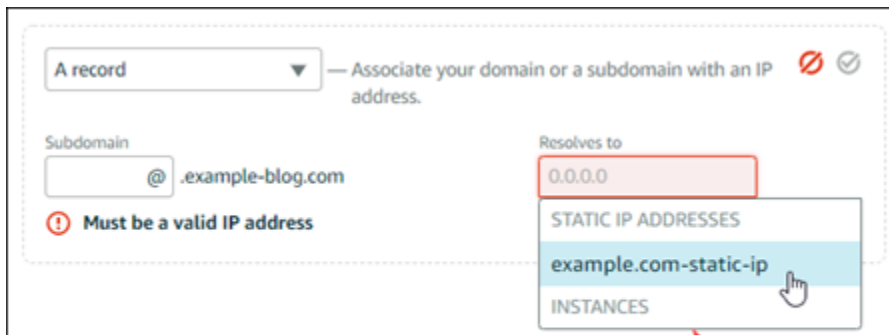 A record
— Associate your domain or a subdomain with an IP
address.
Subdomain
Resolves to
@ .example-blog.com
0.0.0.0
Must be a valid IP address
STATIC IP ADDRESSES
example.com-static-ip
INSTANCES